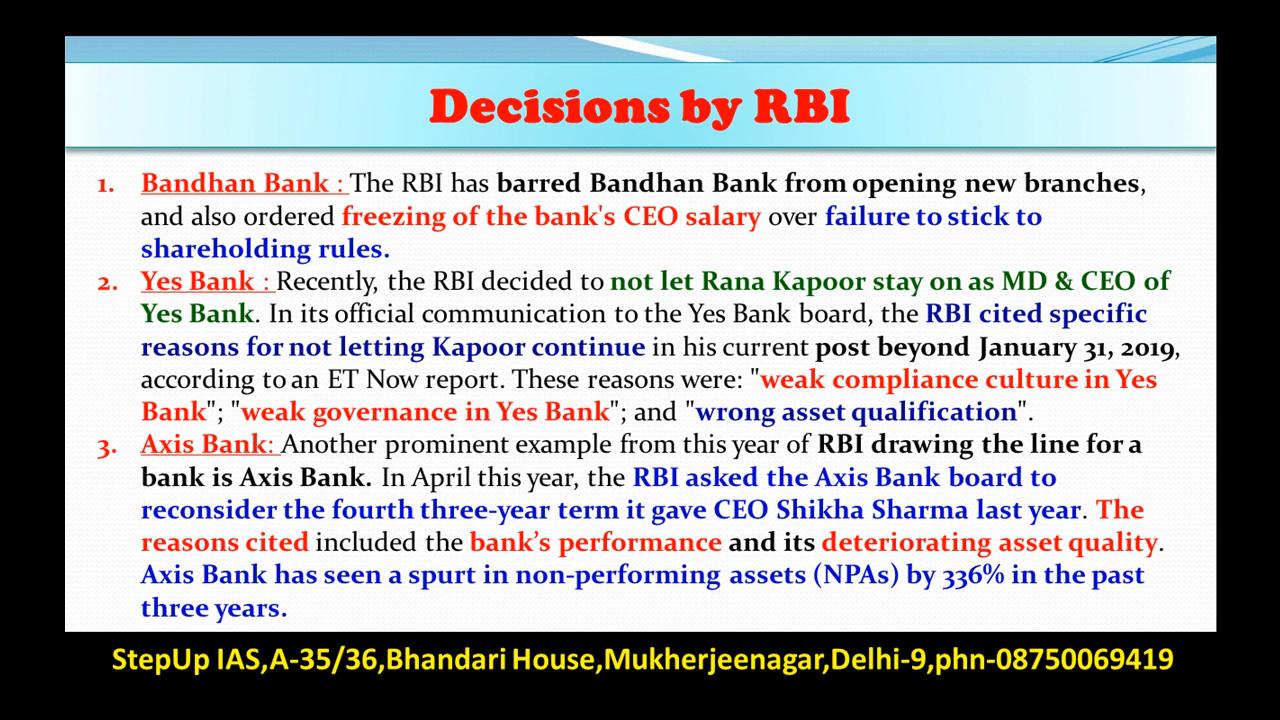 Decisions by RBI
1. Bandhan Bank : The RBI has barred Bandhan Bank from opening new branches,
and also ordered freezing of the bank's CEO salary over failure to stick to
shareholding rules.
2. Yes Bank : Recently, the RBI decided to not let Rana Kapoor stay on as MD & CEO of
Yes Bank. In its official communication to the Yes Bank board, the RBI cited specific
reasons for not letting Kapoor continue in his current post beyond January 31, 2019,
according to an ET Now report. These reasons were: "weak compliance culture in Yes
Bank"; "weak governance in Yes Bank"; and "wrong asset qualification".
3. Axis Bank: Another prominent example from this year of RBI drawing the line for a
bank is Axis Bank. In April this year, the RBI asked the Axis Bank board to
reconsider the fourth three-year term it gave CEO Shikha Sharma last year. The
reasons cited included the bank’s performance and its deteriorating asset quality.
Axis Bank has seen a spurt in non-performing assets (NPAs) by 336% in the past
three years.
StepUp IAS,A-35/36,Bhandari House,Mukherjeenagar,Delhi-9,phn-08750069419